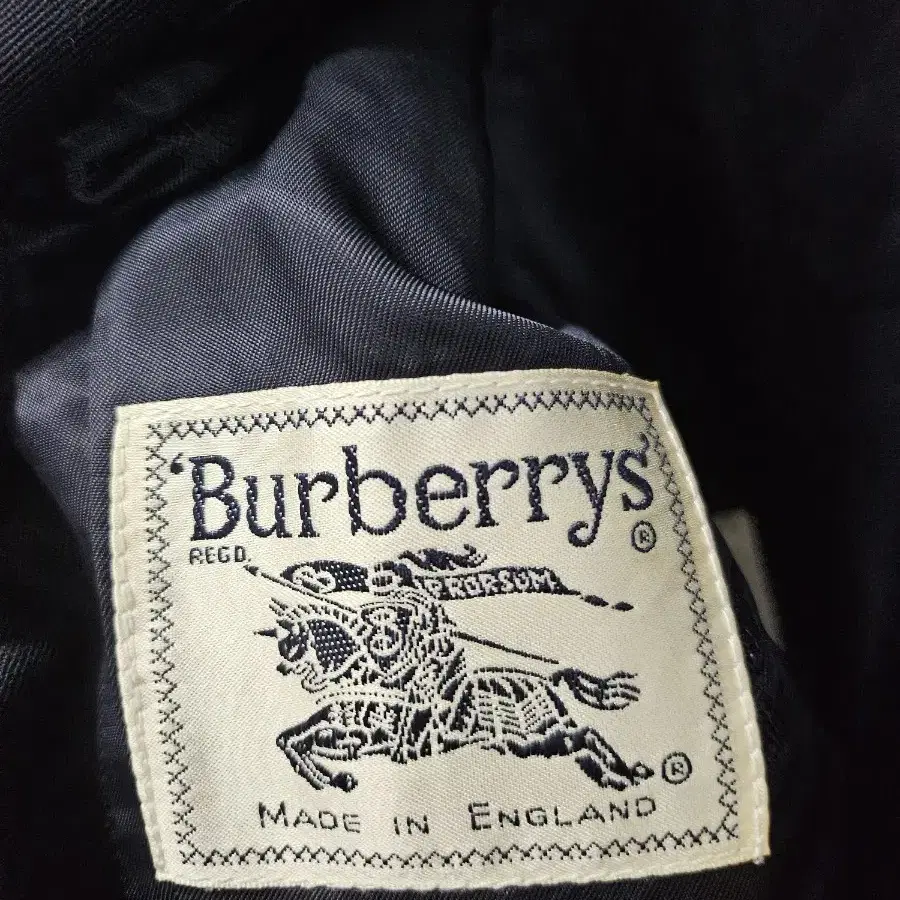 'Burberrys'
REGD. ®
PRORSUM
®
MADE IN ENGLAND